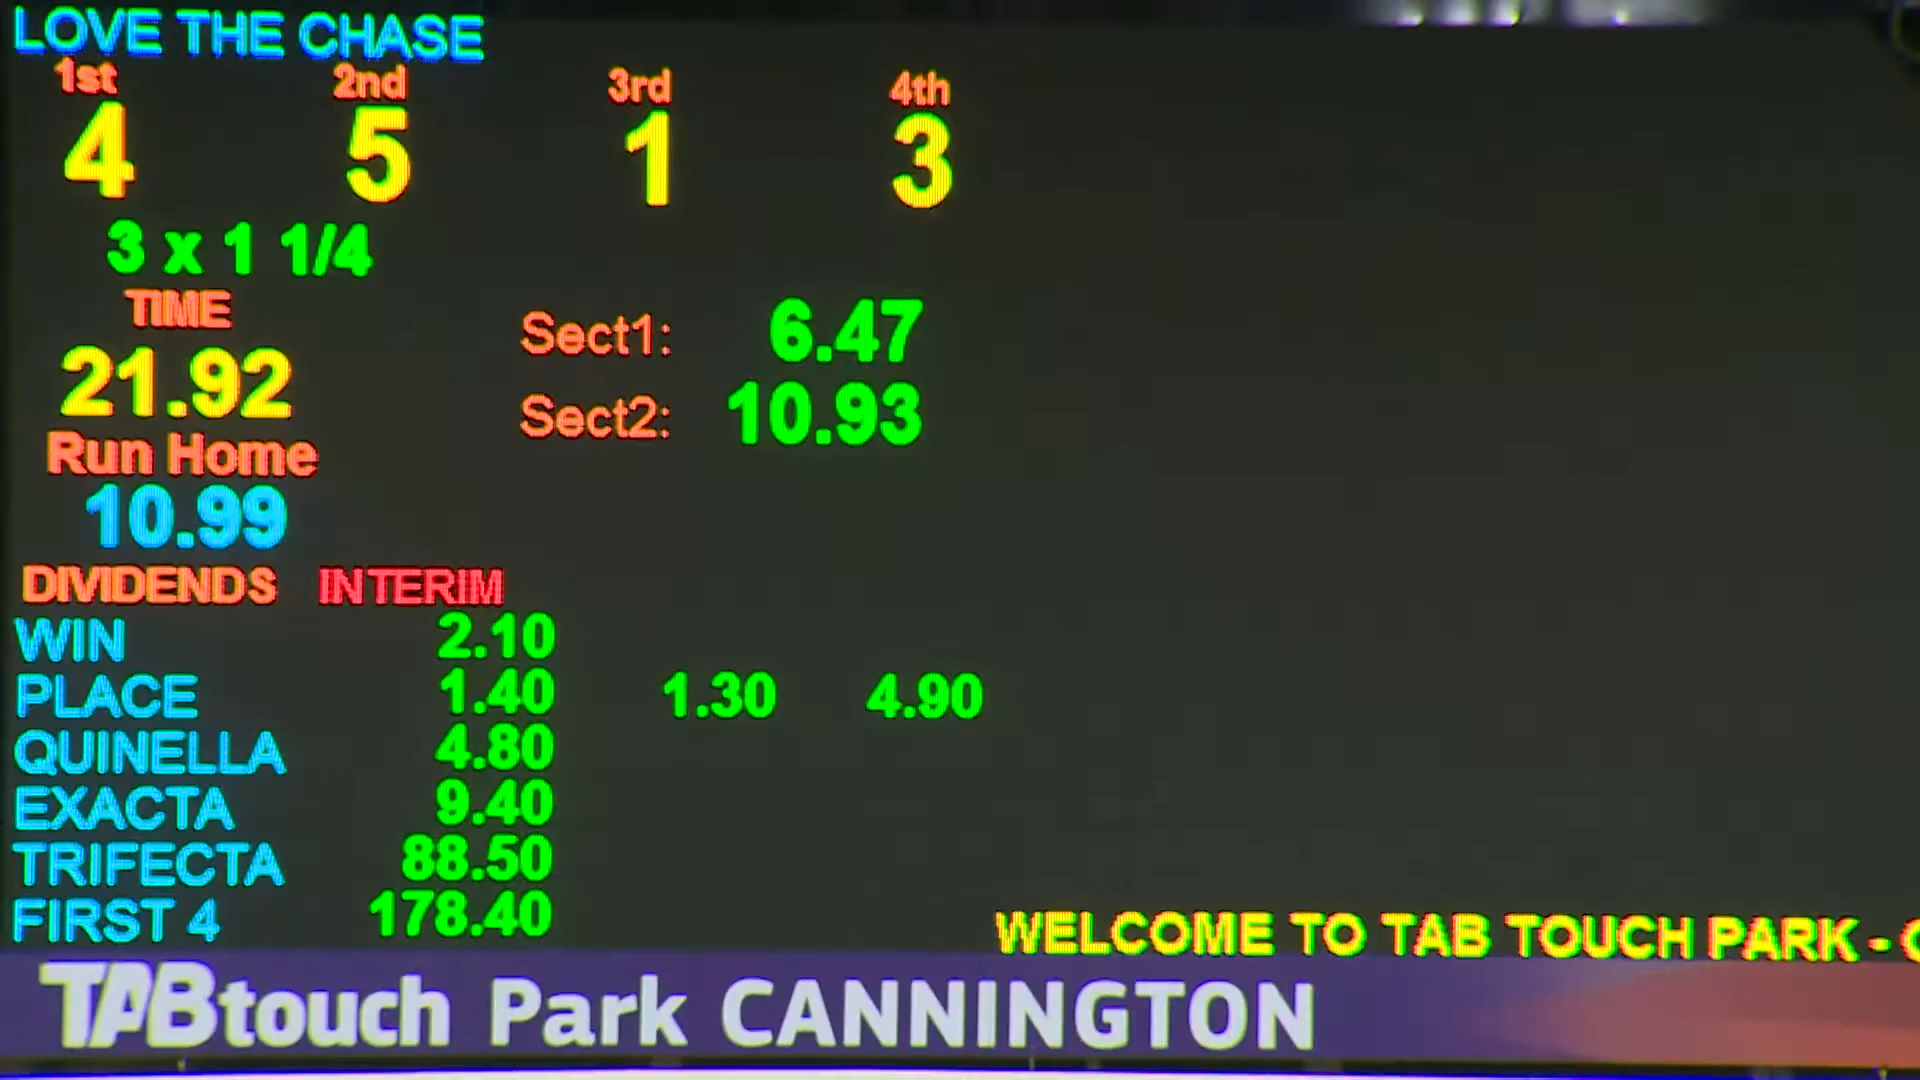 LOVE THE CHASE
1st 2nd 3rd 4th
4 5 1 3
3 x 1 1/4
TIME
21.92
Sect1: 6.47
Sect2: 10.93
Run Home
10.99
DIVIDENDS INTERIM
WIN 2.10
PLACE 1.40 1.30 4.90
QUINELLA 4.80
EXACTA 9.40
TRIFECTA 88.50
FIRST 4 178.40
WELCOME TO TAB TOUCH PARK -
TABtouch Park CANNINGTON